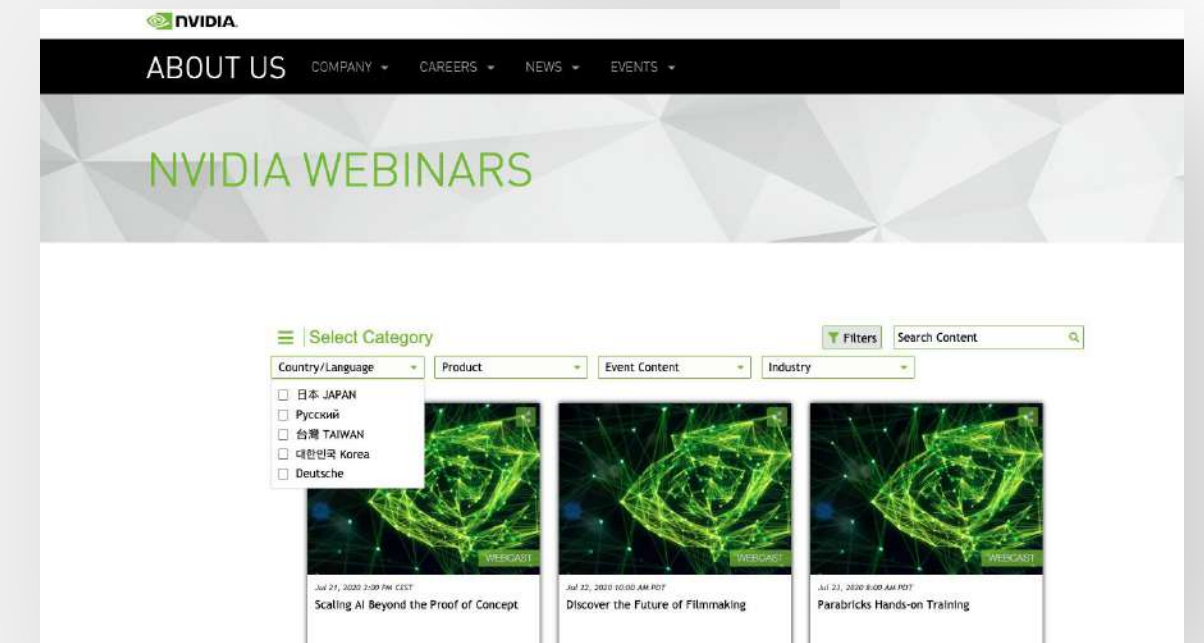 NVIDIA.
ABOUT US COMPANY CAREERS NEWS EVENTS
NVIDIA WEBINARS
Select Category Filters Search Content
Country/Language Product Event Content Industry
日本 JAPAN
Русский
台灣 TAIWAN
대한민국 Korea
Deutsche
WEBCAST WEBCAST WEBCAST
Jul 21, 2020 2:00 PM CEST Jul 22, 2020 10:00 AM PDT Jul 23, 2020 8:00 AM PDT
Scaling AI Beyond the Proof of Concept Discover the Future of Filmmaking Parabricks Hands-on Training